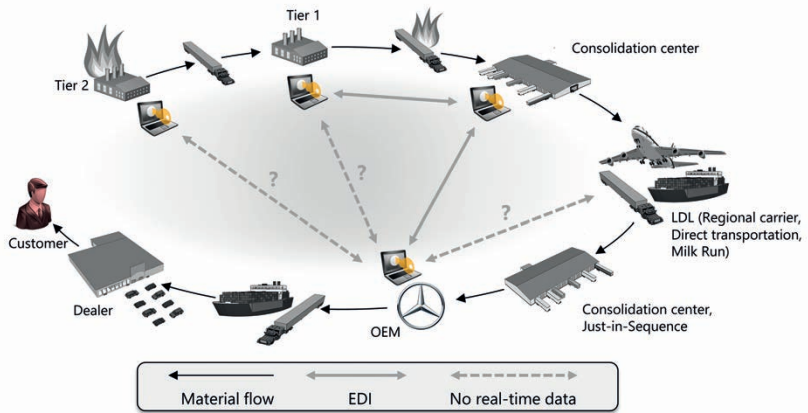 Tier 1
Consolidation center
Tier 2
?
?
?
LDL (Regional carrier,
Direct transportation,
Milk Run)
Customer
Consolidation center,
Just-in-Sequence
Dealer
OEM
Material flow
EDI
No real-time data